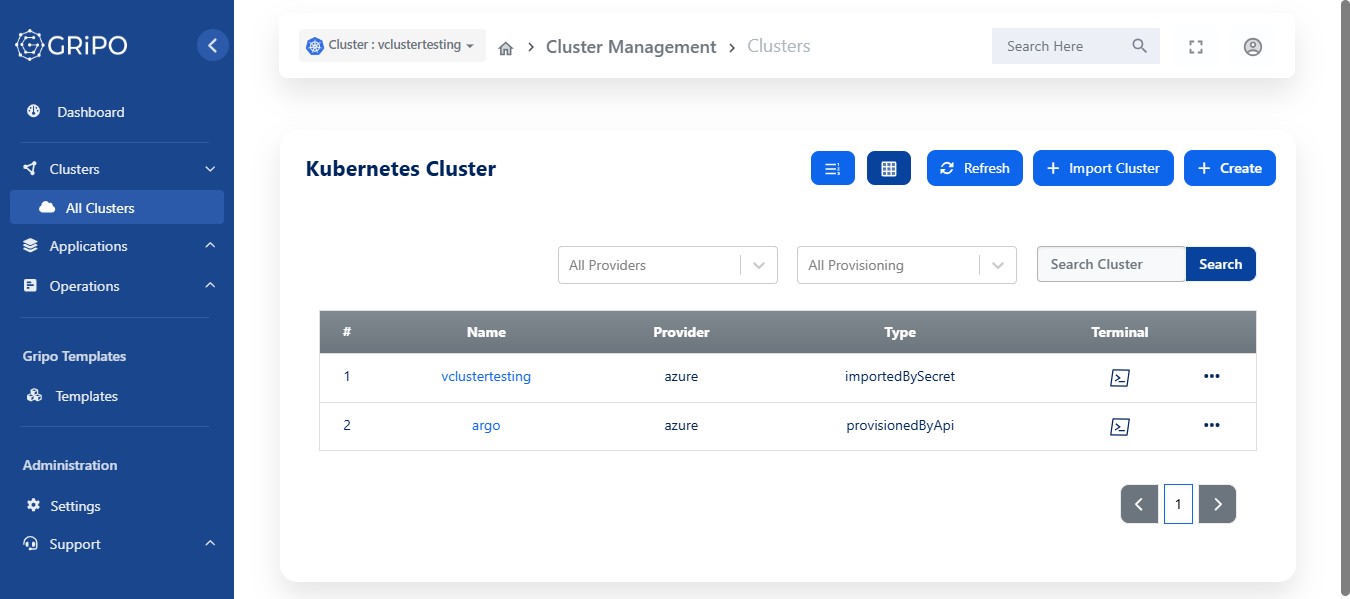 GRiPO
Cluster : vclustertesting
Cluster Management
Clusters
Search Here
Dashboard
Clusters
All Clusters
Applications
Operations
Gripo Templates
Templates
Administration
Settings
Support
Kubernetes Cluster
Refresh
Import Cluster
Create
All Providers
All Provisioning
Search Cluster
Search
# Name Provider Type Terminal
1 vclustertesting azure importedBySecret
2 argo azure provisionedByApi
1